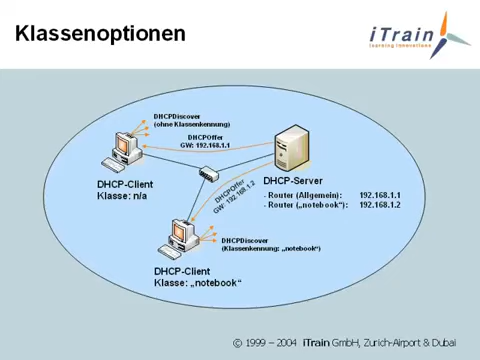 Klassenoptionen
iTrain
learning innovations
DHCPDiscover
(ohne Klassenkennung)
DHCPOffer
GW: 192.168.1.1
DHCP-Client
Klasse: n/a
DHCP-Server
- Router (Allgemein): 192.168.1.1
- Router („notebook“): 192.168.1.2
DHCPOffer
GW: 192.168.1.2
DHCPDiscover
(Klassenkennung: „notebook“)
DHCP-Client
Klasse: „notebook“
© 1999 – 2004 iTrain GmbH, Zurich-Airport & Dubai